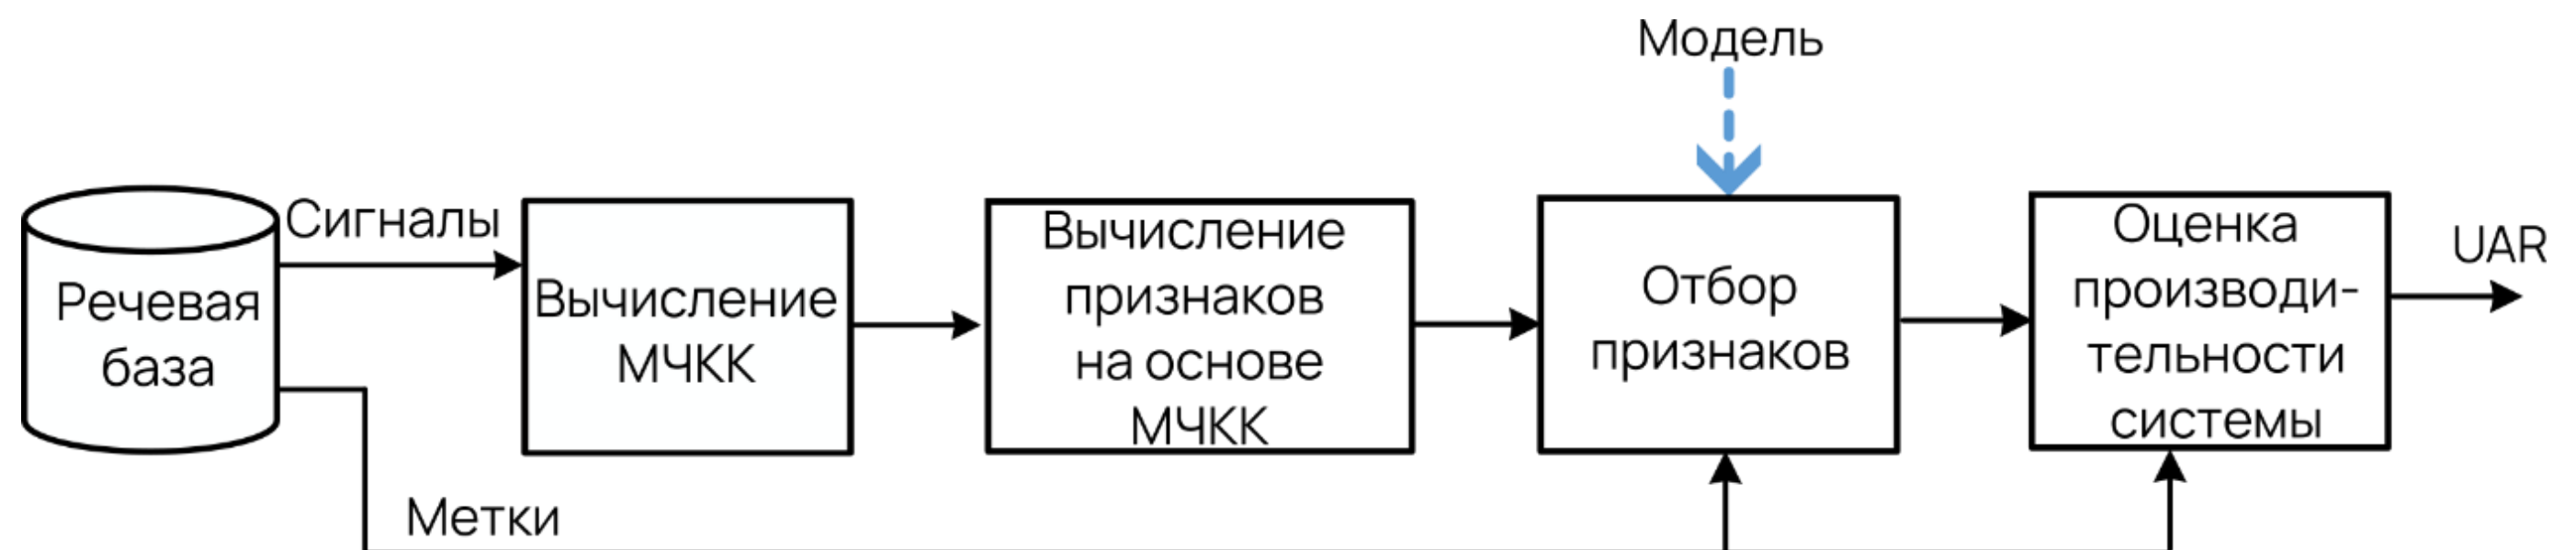 Модель
Сигналы
Речевая
база
Вычисление
МЧКК
Вычисление
признаков
на основе
МЧКК
Отбор
признаков
Оценка
производи-
тельности
системы
UAR
Метки